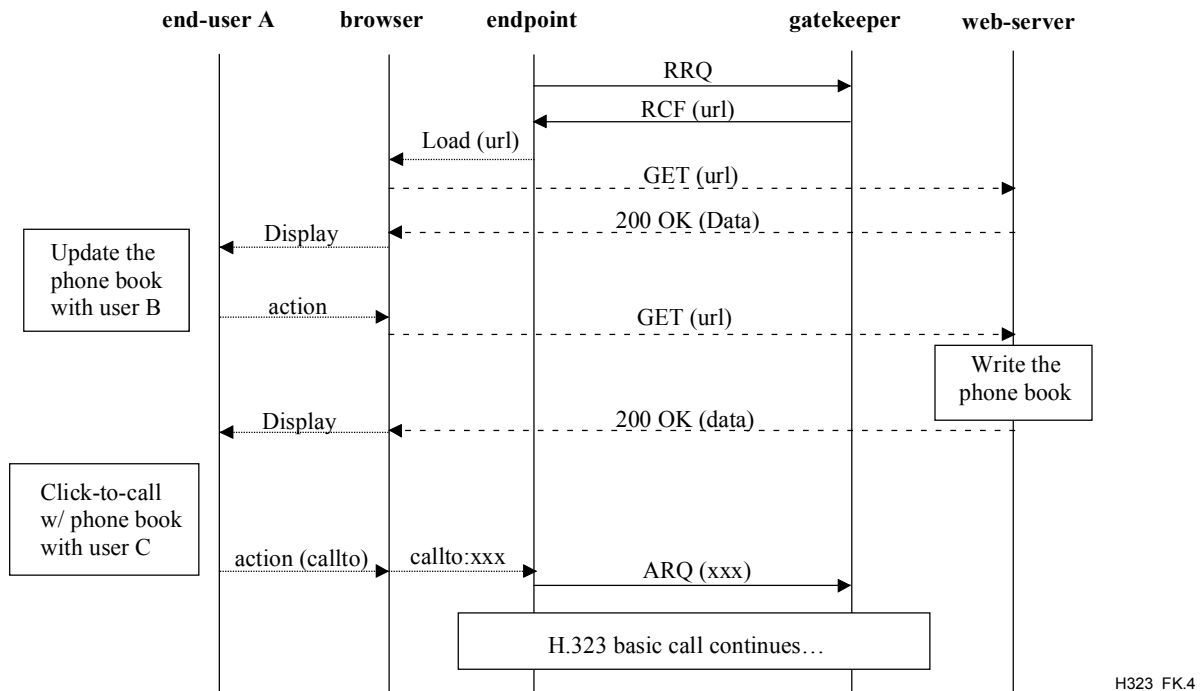 end-user A browser endpoint gatekeeper web-server
RRQ
RCF (url)
Load (url)
GET (url)
200 OK (Data)
Display
Update the
phone book
with user B
action
GET (url)
Write the
phone book
200 OK (data)
Display
Click-to-call
w/ phone book
with user C
action (callto) callto:xxx
ARQ (xxx)
H.323 basic call continues…
H323_FK.4